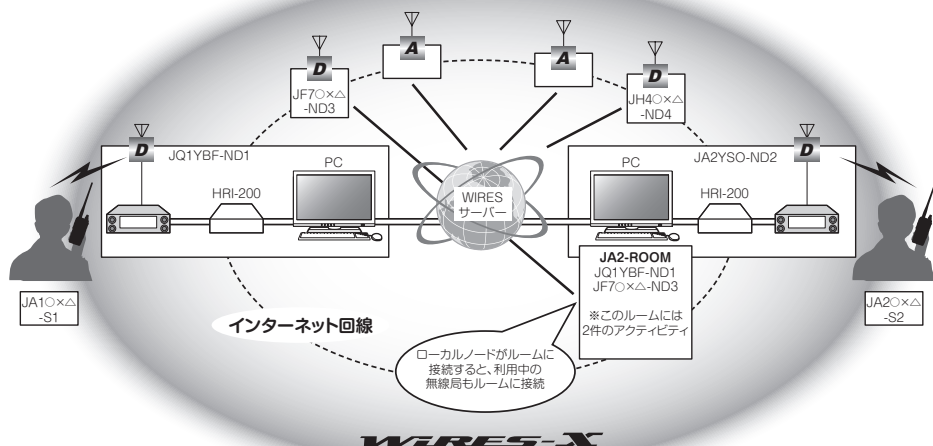 A
A
D
D
JF7○×△
-ND3
JH4○×△
-ND4
D
JQ1YBF-ND1
PC
HRI-200
WIRES
サーバー
PC
JA2YSO-ND2
D
HRI-200
JA1○×△
-S1
JA2-ROOM
JQ1YBF-ND1
JF7○×△-ND3
※このルームには
2件のアクティビティ
JA2○×△
-S2
インターネット回線
ローカルノードがルームに
接続すると、利用中の
無線局もルームに接続
WiRES-X